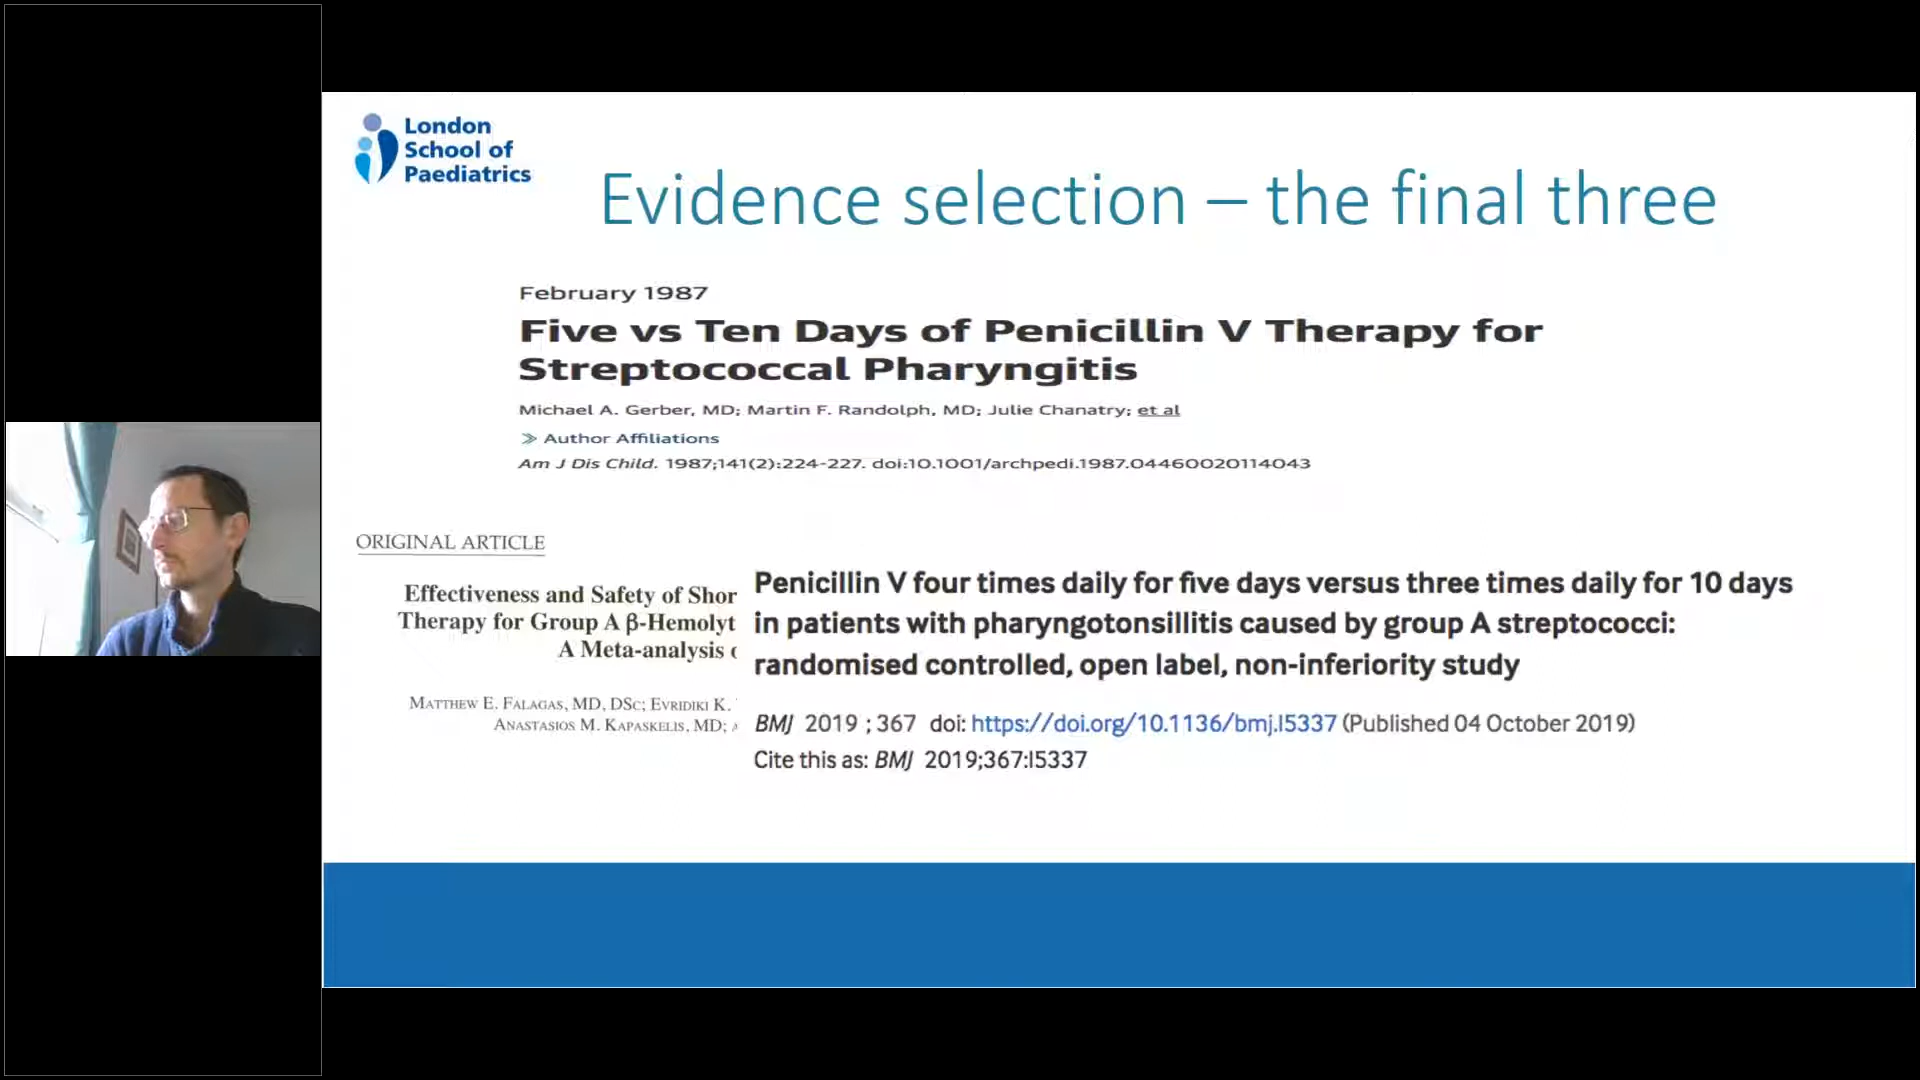 London
School of
Paediatrics
Evidence selection – the final three
February 1987
Five vs Ten Days of Penicillin V Therapy for
Streptococcal Pharyngitis
Michael A. Gerber, MD; Martin F. Randolph, MD; Julie Chanatry; et al
≫ Author Affiliations
Am J Dis Child. 1987;141(2):224-227. doi:10.1001/archpedi.1987.04460020114043
ORIGINAL ARTICLE
Effectiveness and Safety of Shor
Therapy for Group A β-Hemolyt
A Meta-analysis
MATTHEW E. FALAGAS, MD, DSC; EVRIDIKI K.
ANASTASIOS M. KAPASKELIS, MD;
Penicillin V four times daily for five days versus three times daily for 10 days
in patients with pharyngotonsillitis caused by group A streptococci:
randomised controlled, open label, non-inferiority study
BMJ 2019 ; 367 doi: https://doi.org/10.1136/bmj.l5337 (Published 04 October 2019)
Cite this as: BMJ 2019;367:l5337